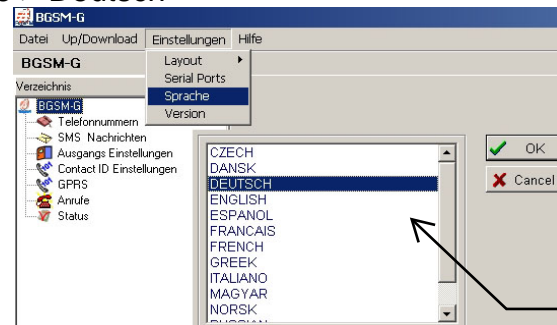 Deutsch
BGSM-G
Datei Up/Download Einstellungen Hilfe
BGSM-G
Layout
Serial Ports
Sprache
Version
Verzeichnis
BGSM-G
Telefonnummern
SMS Nachrichten
Ausgangs Einstellungen
Contact ID Einstellungen
GPRS
Anrufe
Status
CZECH
DANSK
DEUTSCH
ENGLISH
ESPANOL
FRANCAIS
FRENCH
GREEK
ITALIANO
MAGYAR
NORSK
OK
Cancel